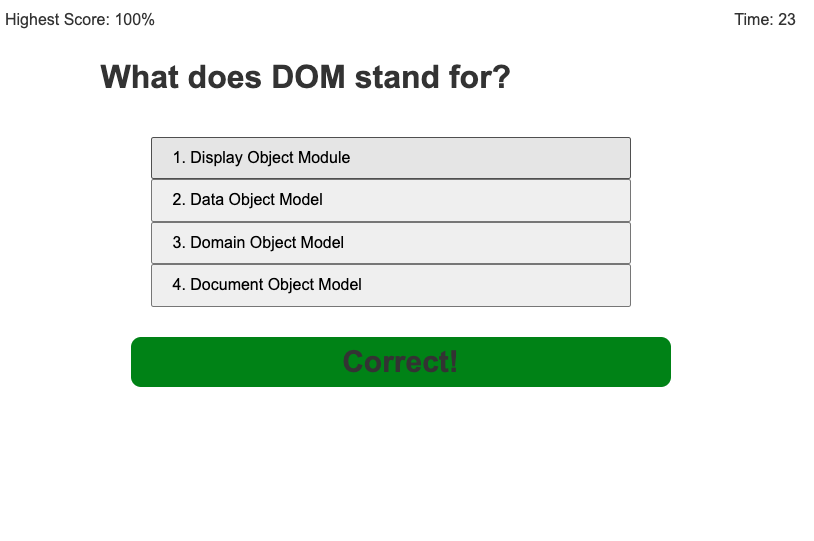 Highest Score: 100%
Time: 23
What does DOM stand for?
1. Display Object Module
2. Data Object Model
3. Domain Object Model
4. Document Object Model
Correct!